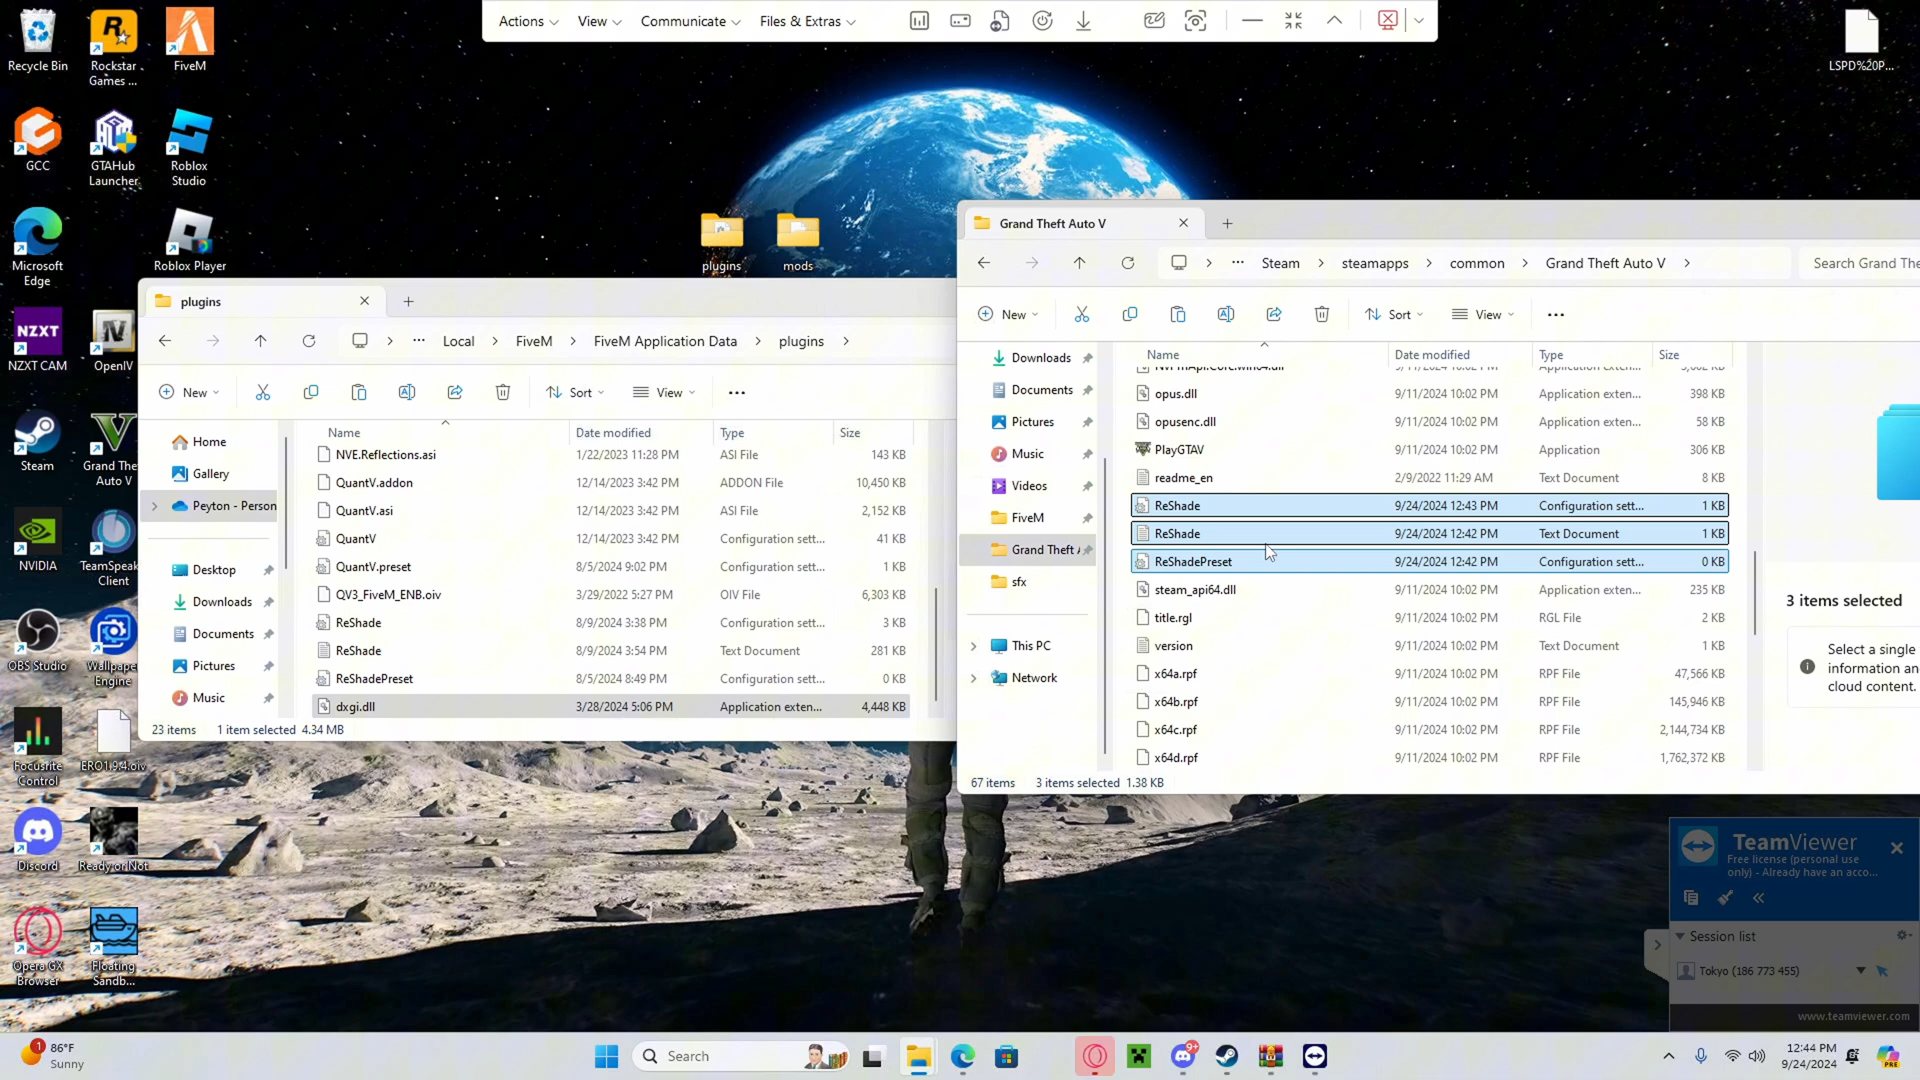 Actions View Communicate Files & Extras
Recycle Bin
Rockstar
Games ...
FiveM
LSPD%20P...
GCC
GTAHub
Launcher
Roblox
Studio
Microsoft
Edge
Roblox Player
plugins
mods
NZXT
NZXT CAM
OpenIV
Steam
Grand The
Auto V
NVIDIA
TeamSpeak
Client
OBS Studio
Wallpape
Engine
Focusrite
Control
ERO1.9.4.oiv
Discord
Ready or Not
Opera GX
Browser
Floating
Sandb...
plugins
Local FiveM FiveM Application Data plugins
New Sort View
Home
Gallery
Peyton - Person
Desktop
Downloads
Documents
Pictures
Music
Name Date modified Type Size
NVE.Reflections.asi 1/22/2023 11:28 PM ASI File 143 KB
QuantV.addon 12/14/2023 3:42 PM ADDON File 10,450 KB
QuantV.asi 12/14/2023 3:42 PM ASI File 2,152 KB
QuantV 12/14/2023 3:42 PM Configuration sett... 41 KB
QuantV.preset 8/5/2024 9:02 PM Configuration sett... 1 KB
QV3_FiveM_ENB.oiv 3/29/2022 5:27 PM OIV File 6,303 KB
ReShade 8/9/2024 3:38 PM Configuration sett... 3 KB
ReShade 8/9/2024 3:54 PM Text Document 281 KB
ReShadePreset 8/5/2024 8:49 PM Configuration sett... 0 KB
dxgi.dll 3/28/2024 5:06 PM Application exten... 4,448 KB
23 items 1 item selected 4.34 MB
Grand Theft Auto V
Steam steamapps common Grand Theft Auto V Search Grand The
New Sort View
Downloads
Documents
Pictures
Music
Videos
FiveM
Grand Theft A
sfx
This PC
Network
Name Date modified Type Size
opus.dll 9/11/2024 10:02 PM Application exten... 398 KB
opusenc.dll 9/11/2024 10:02 PM Application exten... 58 KB
PlayGTAV 9/11/2024 10:02 PM Application 306 KB
readme_en 2/9/2022 11:29 AM Text Document 8 KB
ReShade 9/24/2024 12:43 PM Configuration sett... 1 KB
ReShade 9/24/2024 12:42 PM Text Document 1 KB
ReShadePreset 9/24/2024 12:42 PM Configuration sett... 0 KB
steam_api64.dll 9/11/2024 10:02 PM Application exten... 235 KB
title.rgl 9/11/2024 10:02 PM RGL File 2 KB
version 9/11/2024 10:02 PM Text Document 1 KB
x64a.rpf 9/11/2024 10:02 PM RPF File 47,566 KB
x64b.rpf 9/11/2024 10:02 PM RPF File 145,946 KB
x64c.rpf 9/11/2024 10:02 PM RPF File 2,144,734 KB
x64d.rpf 9/11/2024 10:02 PM RPF File 1,762,372 KB
67 items 3 items selected 1.38 KB
3 items selected
Select a single
information an
cloud content.
TeamViewer
Free license (personal use
only) - Already have an acco...
Session list
Tokyo (186 773 455)
www.teamviewer.com
1
86°F
Sunny
Search
9+
12:44 PM
9/24/2024
PRE